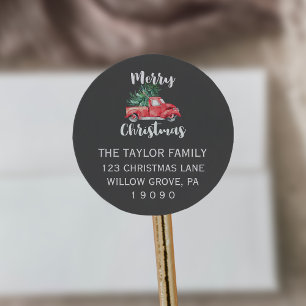 Merry
Christmas
THE TAYLOR FAMILY
123 CHRISTMAS LANE
WILLOW GROVE, PA
19090